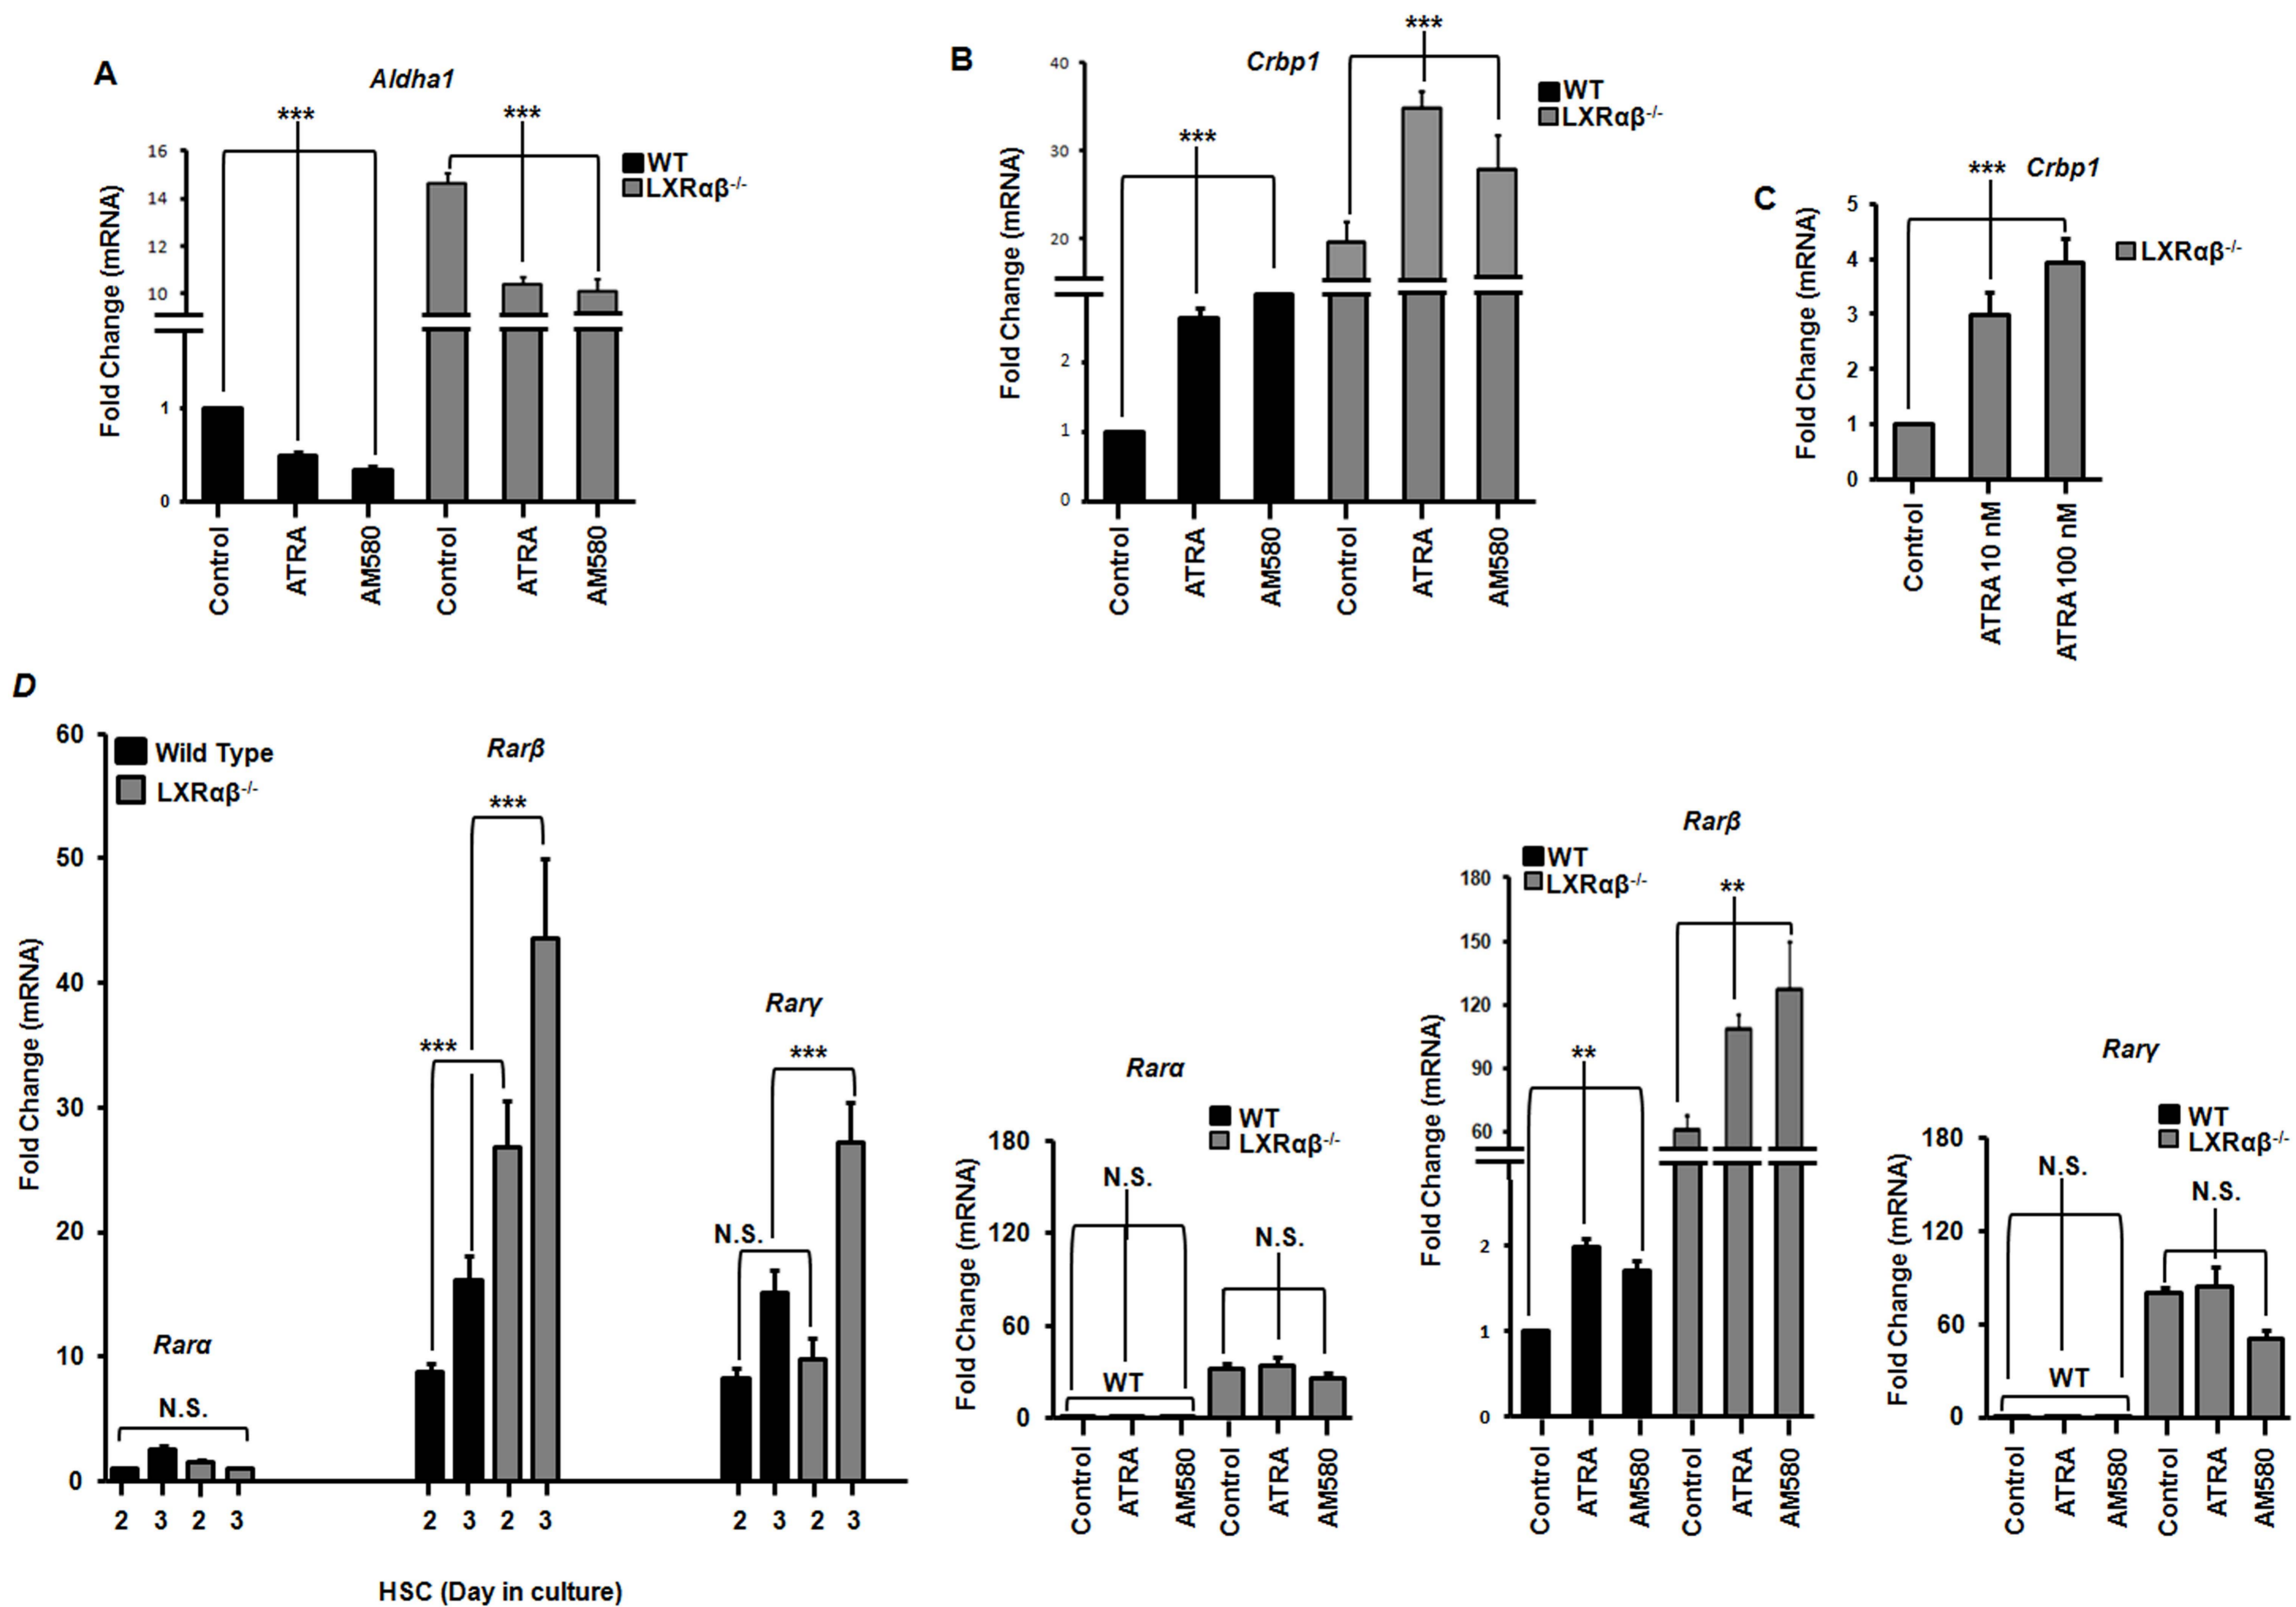 A
Aldha1
***
***
WT
LXRαβ-/-
Fold Change (mRNA)
16
14
12
10
1
0
Control
ATRA
AM580
Control
ATRA
AM580
B
Crbp1
***
***
WT
LXRαβ-/-
Fold Change (mRNA)
40
30
20
2
1
0
Control
ATRA
AM580
Control
ATRA
AM580
C
***
Crbp1
LXRαβ-/-
Fold Change (mRNA)
5
4
3
2
1
0
Control
ATRA 10 nM
ATRA 100 nM
D
Wild Type
LXRαβ-/-
Fold Change (mRNA)
60
50
40
30
20
10
0
Rarα
N.S.
Rarβ
***
***
Rarγ
***
N.S.
2 3 2 3
2 3 2 3
2 3 2 3
HSC (Day in culture)
Rarα
WT
LXRαβ-/-
Fold Change (mRNA)
180
120
60
0
N.S.
N.S.
WT
Control
ATRA
AM580
Control
ATRA
AM580
Rarβ
WT
LXRαβ-/-
Fold Change (mRNA)
180
150
120
90
60
2
1
0
**
**
Control
ATRA
AM580
Control
ATRA
AM580
Rarγ
WT
LXRαβ-/-
Fold Change (mRNA)
180
120
60
0
N.S.
N.S.
WT
Control
ATRA
AM580
Control
ATRA
AM580